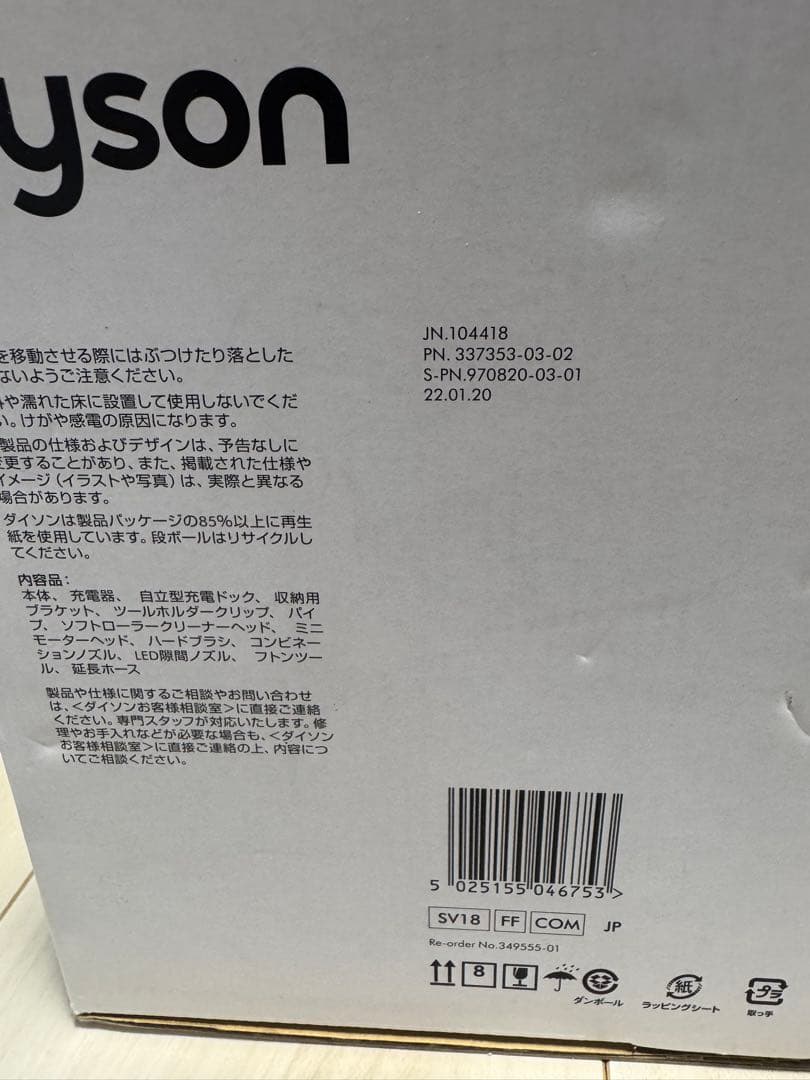 yson
を移動させる際にはぶつけたり落とした
ないようご注意ください。
や濡れた床に設置して使用しないでくだ
い。けがや感電の原因になります。
製品の仕様およびデザインは、予告なしに
変更することがあり、また、掲載された仕様や
イメージ（イラストや写真）は、実際と異なる
場合があります。
ダイソンは製品パッケージの85%以上に再生
紙を使用しています。段ボールはリサイクルし
てください。
内容品：
本体、 充電器、 自立型充電ドック、 収納用
ブラケット、 ツールホルダークリップ、 パイ
プ、 ソフトローラークリーナーヘッド、 ミニ
モーターヘッド、 ハードブラシ、 コンビネー
ションノズル、 LED隙間ノズル、 フトンツー
ル、 延長ホース
製品や仕様に関するご相談やお問い合わせ
は、＜ダイソンお客様相談室＞に直接ご連絡
ください。専門スタッフが対応いたします。修
理やお手入れなどが必要な場合も、＜ダイソン
お客様相談室＞に直接ご連絡の上、内容につ
いてご相談ください。
JN.104418
PN. 337353-03-02
S-PN.970820-03-01
22.01.20
5 025155 046753 >
SV18 FF COM JP
Re-order No.349555-01
8
紙
プラ
ダンボール
ラッピングシート
取っ手